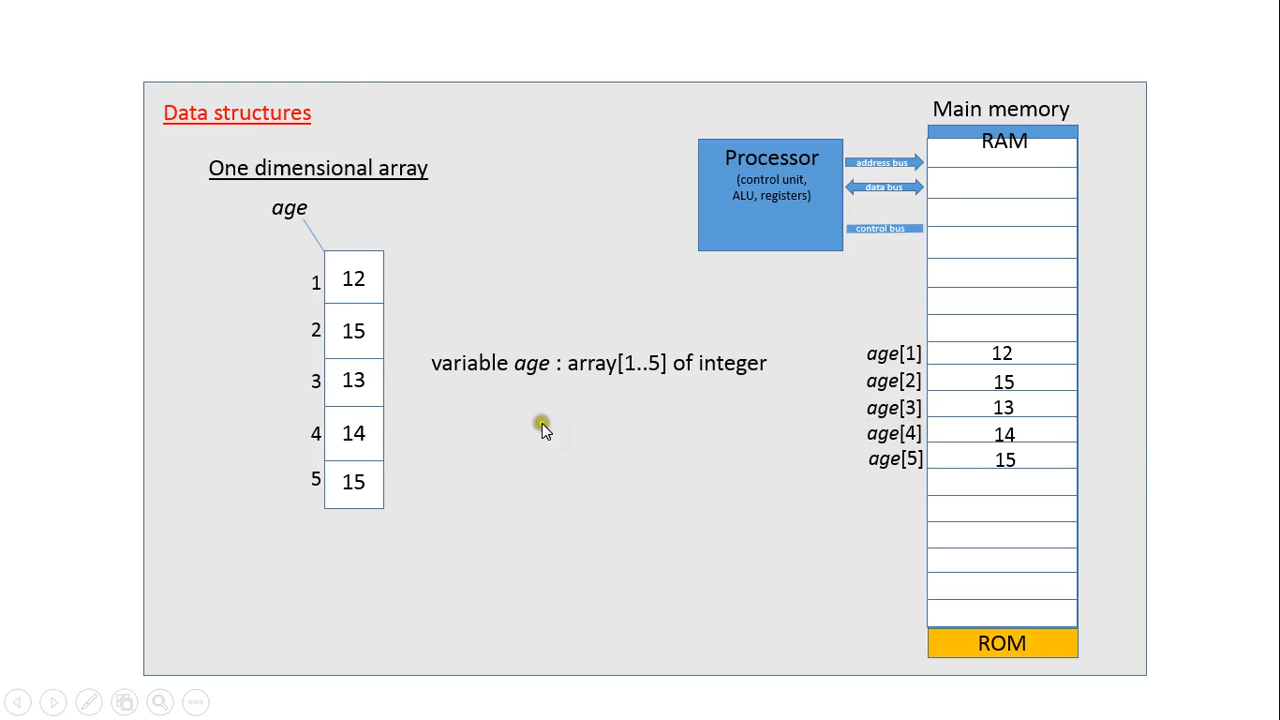 Data structures
One dimensional array
age
1 12
2 15
3 13
4 14
5 15
variable age : array[1..5] of integer
Processor
(control unit,
ALU, registers)
address bus
data bus
control bus
Main memory
RAM
age[1] 12
age[2] 15
age[3] 13
age[4] 14
age[5] 15
ROM